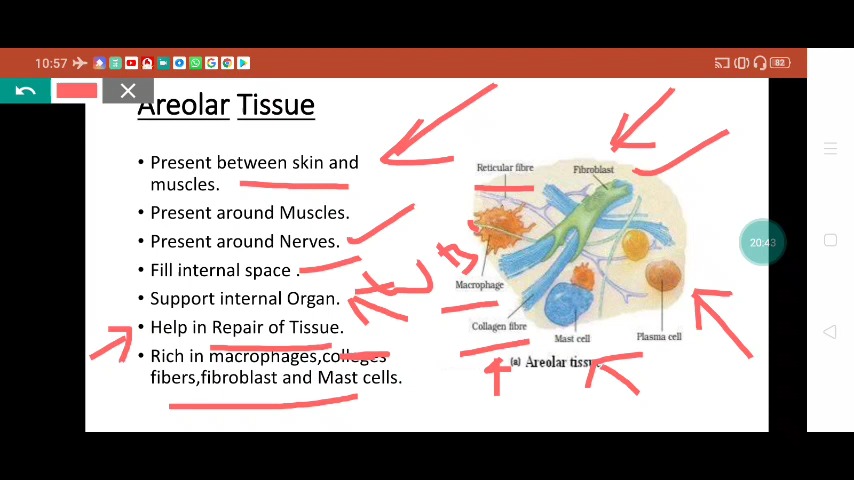 10:57
82
Areolar Tissue
• Present between skin and
muscles.
• Present around Muscles.
• Present around Nerves.
• Fill internal space .
• Support internal Organ.
• Help in Repair of Tissue.
• Rich in macrophages,colleges
fibers,fibroblast and Mast cells.
Reticular fibre
Fibroblast
Macrophage
Collagen fibre
Mast cell
Plasma cell
(a) Areolar tissue
20:43